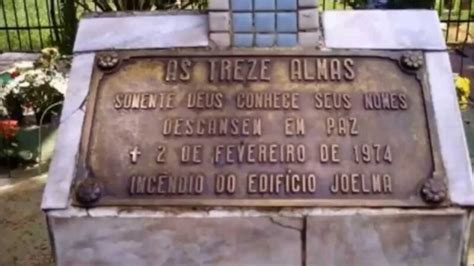 AS TREZE ALMAS
SOMENTE DEUS CONHECE SEUS NOMES
DESCANSEM EM PAZ
✝ 2 DE FEVEREIRO DE 1974
INCÊNDIO DO EDIFÍCIO JOELMA